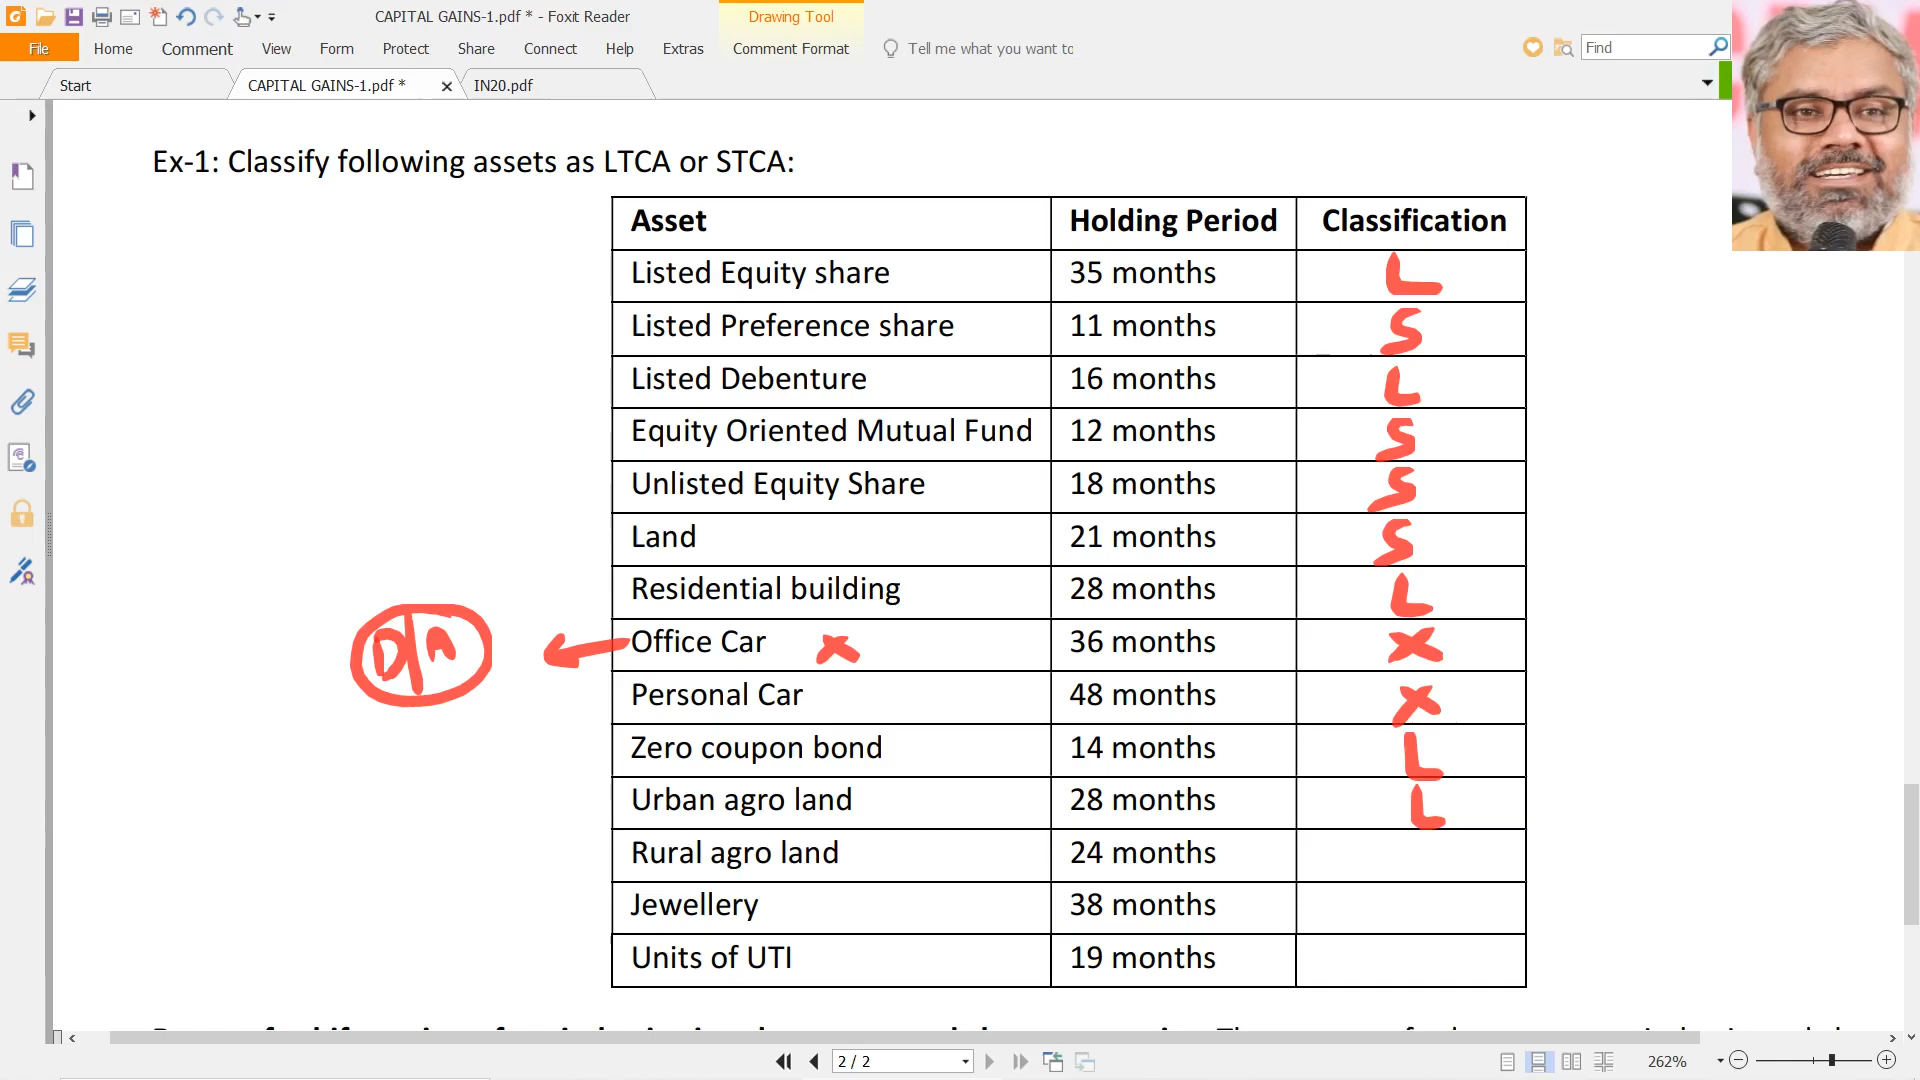 CAPITAL GAINS-1.pdf * - Foxit Reader
Drawing Tool
File Home Comment View Form Protect Share Connect Help Extras Comment Format Tell me what you want to Find
Start CAPITAL GAINS-1.pdf * IN20.pdf
Ex-1: Classify following assets as LTCA or STCA:
Asset Holding Period Classification
Listed Equity share 35 months L
Listed Preference share 11 months S
Listed Debenture 16 months L
Equity Oriented Mutual Fund 12 months S
Unlisted Equity Share 18 months S
Land 21 months S
Residential building 28 months L
D/A Office Car x 36 months x
Personal Car 48 months x
Zero coupon bond 14 months L
Urban agro land 28 months L
Rural agro land 24 months
Jewellery 38 months
Units of UTI 19 months
2 / 2 262%